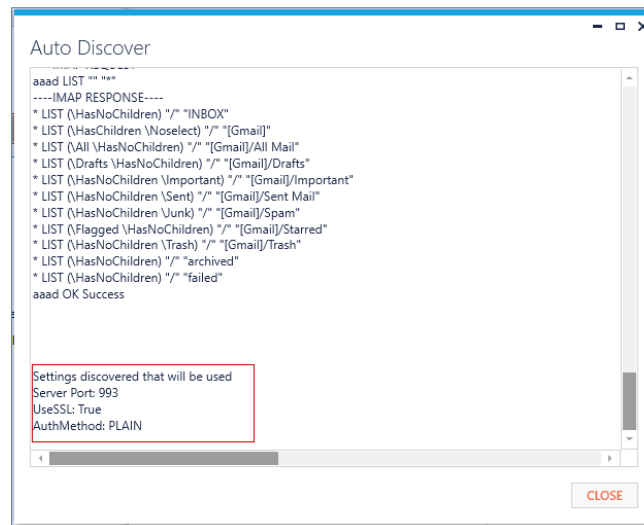 Auto Discover
aaad LIST "" "*"
----IMAP RESPONSE----
* LIST (\HasNoChildren) "/" "INBOX"
* LIST (\HasChildren \Noselect) "/" "[Gmail]"
* LIST (\All \HasNoChildren) "/" "[Gmail]/All Mail"
* LIST (\Drafts \HasNoChildren) "/" "[Gmail]/Drafts"
* LIST (\HasNoChildren \Important) "/" "[Gmail]/Important"
* LIST (\HasNoChildren \Sent) "/" "[Gmail]/Sent Mail"
* LIST (\HasNoChildren \Junk) "/" "[Gmail]/Spam"
* LIST (\Flagged \HasNoChildren) "/" "[Gmail]/Starred"
* LIST (\HasNoChildren \Trash) "/" "[Gmail]/Trash"
* LIST (\HasNoChildren) "/" "archived"
* LIST (\HasNoChildren) "/" "failed"
aaad OK Success
Settings discovered that will be used
Server Port: 993
UseSSL: True
AuthMethod: PLAIN
CLOSE